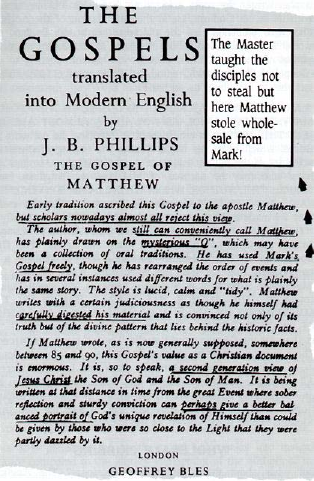 THE
GOSPELS
translated
into Modern English
by
J. B. PHILLIPS
THE GOSPEL OF
MATTHEW
The Master
taught the
disciples not
to steal but
here Matthew
stole whole-
sale from
Mark!
Early tradition ascribed this Gospel to the apostle Matthew,
but scholars nowadays almost all reject this view.
The author, whom we still can conveniently call Matthew,
has plainly drawn on the mysterious "Q", which may have
been a collection of oral traditions. He has used Mark's
Gospel freely, though he has rearranged the order of events and
has in several instances used different words for what is plainly
the same story. The style is lucid, calm and "tidy". Matthew
writes with a certain judiciousness as though he himself had
carefully digested his material and is convinced not only of its
truth but of the divine pattern that lies behind the historic facts.
If Matthew wrote, as is now generally supposed, somewhere
between 85 and 90, this Gospel's value as a Christian document
is enormous. It is, so to speak, a second generation view of
Jesus Christ the Son of God and the Son of Man. It is being
written at that distance in time from the great Event where sober
reflection and sturdy conviction can perhaps give a better bal-
anced portrait of God's unique revelation of Himself than could
be given by those who were so close to the Light that they were
partly dazzled by it.
LONDON
GEOFFREY BLES